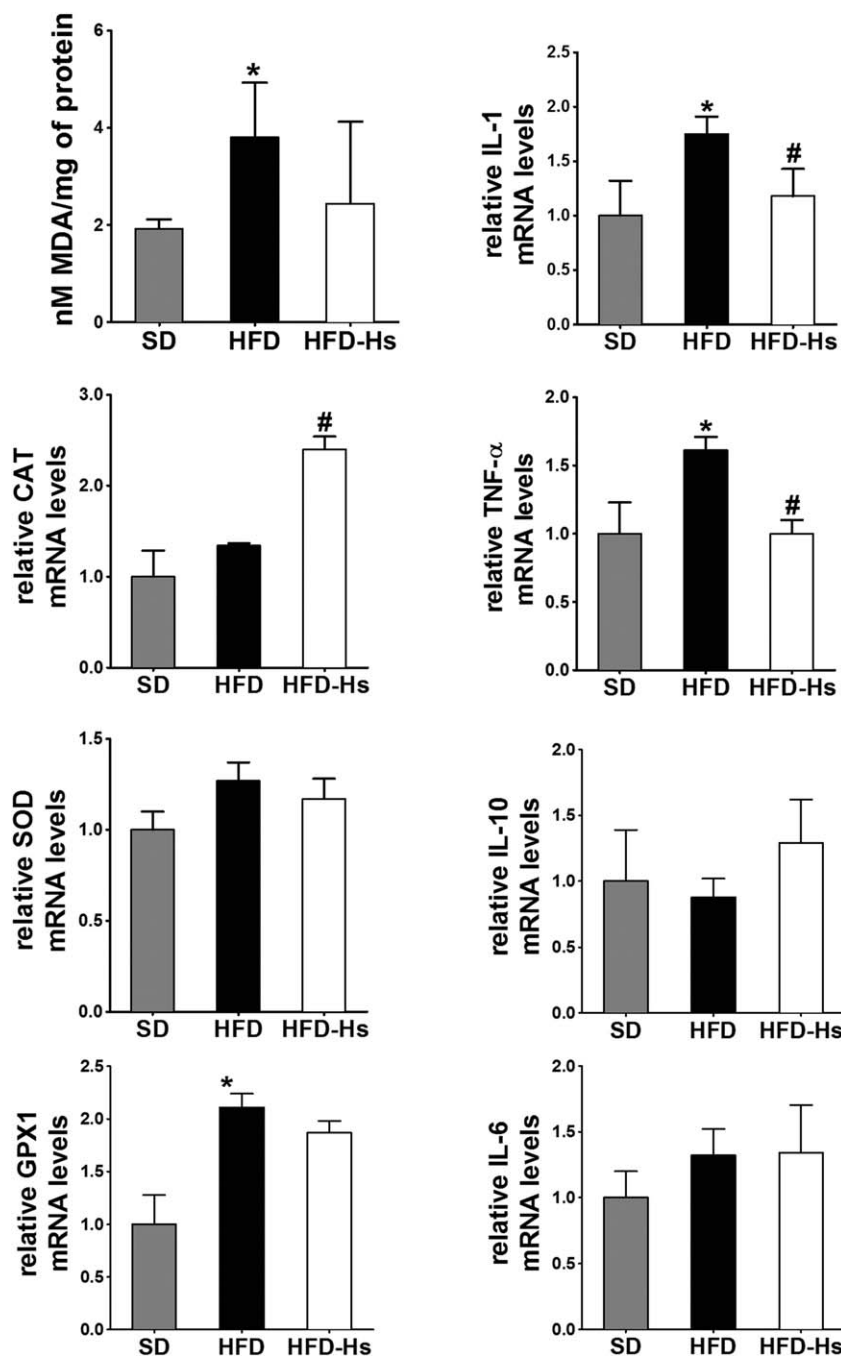 nM MDA/mg of protein
6
4
2
0
*
SD HFD HFD-Hs
relative IL-1
mRNA levels
2.5
2.0
1.5
1.0
0.5
0.0
*
#
SD HFD HFD-Hs
relative CAT
mRNA levels
3.0
2.0
1.0
0.0
#
SD HFD HFD-Hs
relative TNF-α
mRNA levels
2.0
1.5
1.0
0.5
0.0
*
#
SD HFD HFD-Hs
relative SOD
mRNA levels
1.5
1.0
0.5
0.0
SD HFD HFD-Hs
relative IL-10
mRNA levels
2.0
1.5
1.0
0.5
0.0
SD HFD HFD-Hs
relative GPX1
mRNA levels
2.5
2.0
1.5
1.0
0.5
0.0
*
SD HFD HFD-Hs
relative IL-6
mRNA levels
2.0
1.5
1.0
0.5
0.0
SD HFD HFD-Hs